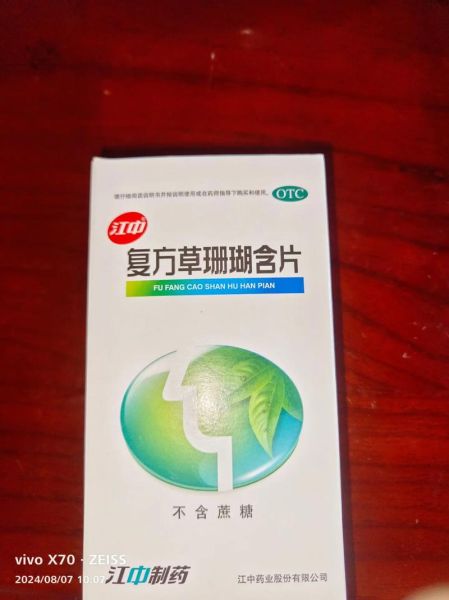 请仔细阅读说明书并按说明使用或在药师指导下购买和使用。
OTC
江中
复方草珊瑚含片
FU FANG CAO SHAN HU HAN PIAN
不含蔗糖
vivo X70 · ZEISS
2024/08/07 10:07
江中制药
江中药业股份有限公司